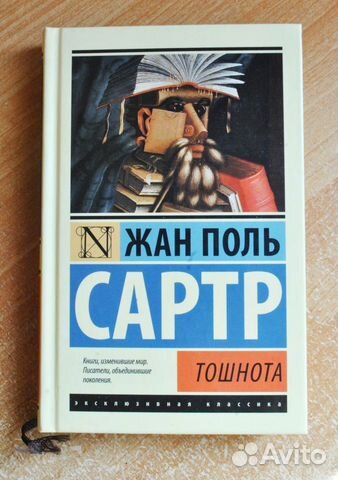 N ЖАН ПОЛЬ
САРТР
Книги, изменившие мир.
Писатели, объединившие
поколения.
ТОШНОТА
эксклюзивная классика
Avito